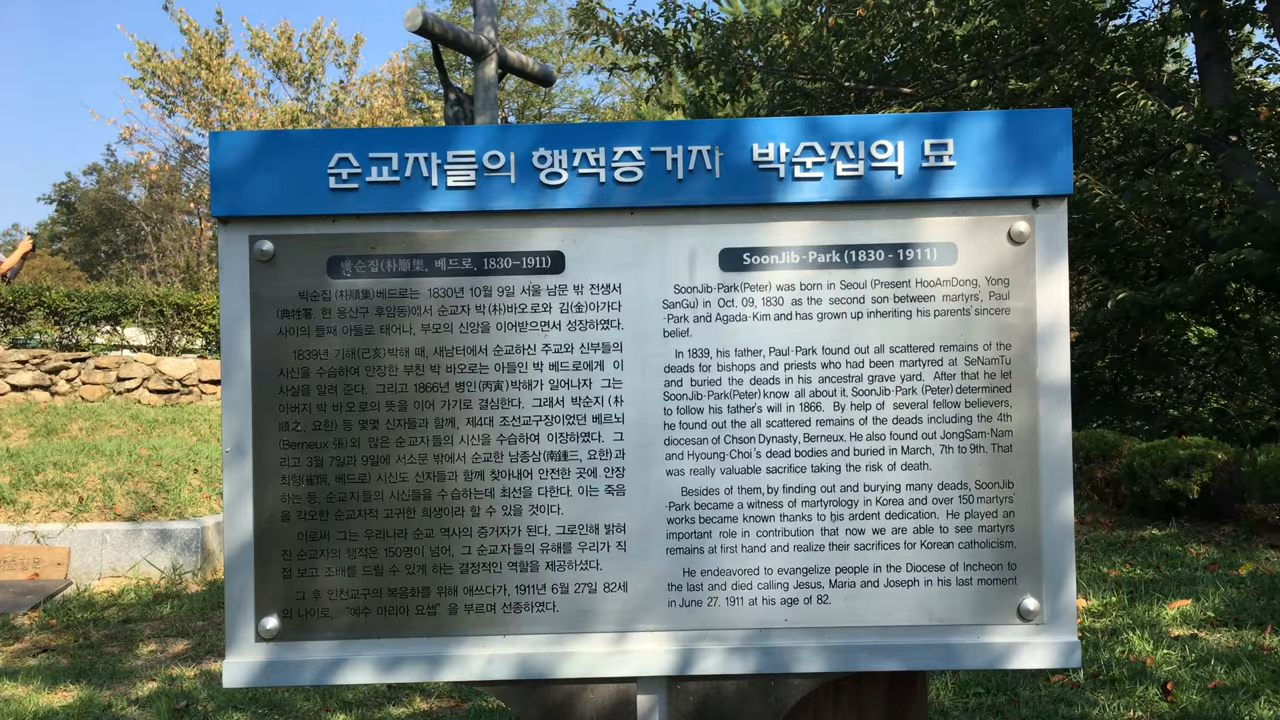 순교자들의 행적증거자 박순집의 묘
박순집(朴順集, 베드로, 1830-1911)
박순집(朴順集)베드로는 1830년 10월 9일 서울 남문 밖 전생서
(典牲署, 현 용산구 후암동)에서 순교자 박(朴)바오로와 김(金)아가다
사이의 둘째 아들로 태어나, 부모의 신앙을 이어받으면서 성장하였다.
1839년 기해(己亥)박해 때, 새남터에서 순교하신 주교와 신부들의
시신을 수습하여 안장한 부친 박 바오로는 아들인 박 베드로에게 이
사실을 알려 준다. 그리고 1866년 병인(丙寅)박해가 일어나자 그는
아버지 박 바오로의 뜻을 이어 가기로 결심한다. 그래서 박순지 (朴
順之, 요한) 등 몇몇 신자들과 함께, 제4대 조선교구장이었던 베르뇌
(Berneux 張)외 많은 순교자들의 시신을 수습하여 이장하였다. 그
리고 3월 7일과 9일에 서소문 밖에서 순교한 남종삼(南鍾三, 요한)과
최형(崔炯, 베드로) 시신도 신자들과 함께 찾아내어 안전한 곳에 안장
하는 등, 순교자들의 시신들을 수습하는데 최선을 다한다. 이는 죽음
을 각오한 순교자적 고귀한 희생이라 할 수 있을 것이다.
이로써 그는 우리나라 순교 역사의 증거자가 된다. 그로인해 밝혀
진 순교자의 행적은 150명이 넘어, 그 순교자들의 유해를 우리가 직
접 보고 조배를 드릴 수 있게 하는 결정적인 역할을 제공하셨다.
그 후 인천교구의 복음화를 위해 애쓰다가, 1911년 6월 27일 82세
의 나이로, "예수 마리아 요셉" 을 부르며 선종하였다.
SoonJib-Park (1830 - 1911)
SoonJib-Park(Peter) was born in Seoul (Present HooAmDong, Yong
SanGu) in Oct. 09, 1830 as the second son between martyrs', Paul
-Park and Agada-Kim and has grown up inheriting his parents' sincere
belief.
In 1839, his father, Paul-Park found out all scattered remains of the
deads for bishops and priests who had been martyred at SeNamTu
and buried the deads in his ancestral grave yard. After that he let
SoonJib-Park(Peter) know all about it. SoonJib-Park (Peter) determined
to follow his father's will in 1866. By help of several fellow believers,
he found out the all scattered remains of the deads including the 4th
diocesan of Chson Dynasty, Berneux. He also found out JongSam-Nam
and Hyoung-Choi's dead bodies and buried in March, 7th to 9th. That
was really valuable sacrifice taking the risk of death.
Besides of them, by finding out and burying many deads, SoonJib
-Park became a witness of martyrology in Korea and over 150 martyrs'
works became known thanks to his ardent dedication. He played an
important role in contribution that now we are able to see martyrs
remains at first hand and realize their sacrifices for Korean catholicism.
He endeavored to evangelize people in the Diocese of Incheon to
the last and died calling Jesus, Maria and Joseph in his last moment
in June 27. 1911 at his age of 82.